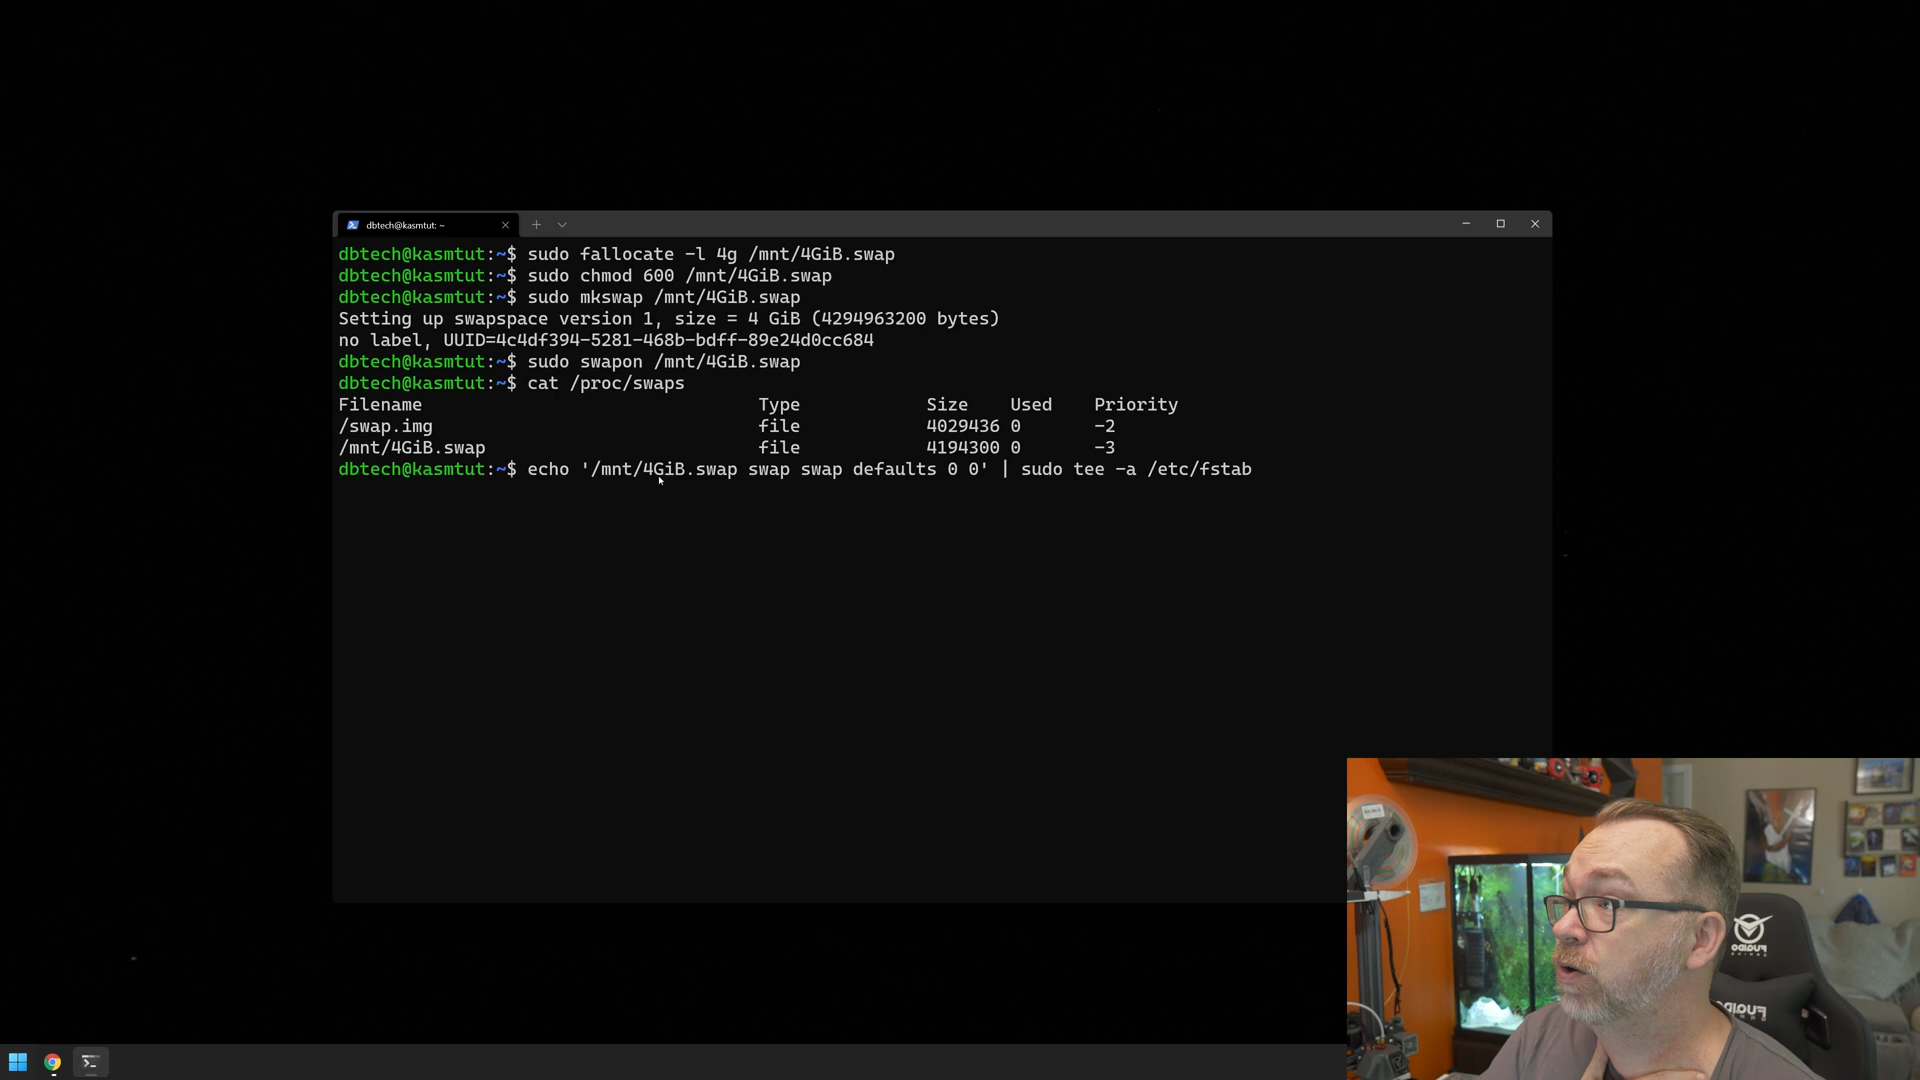 dbtech@kasmtut: ~
dbtech@kasmtut:~$ sudo fallocate -l 4g /mnt/4GiB.swap
dbtech@kasmtut:~$ sudo chmod 600 /mnt/4GiB.swap
dbtech@kasmtut:~$ sudo mkswap /mnt/4GiB.swap
Setting up swapspace version 1, size = 4 GiB (4294963200 bytes)
no label, UUID=4c4df394-5281-468b-bdff-89e24d0cc684
dbtech@kasmtut:~$ sudo swapon /mnt/4GiB.swap
dbtech@kasmtut:~$ cat /proc/swaps
Filename Type Size Used Priority
/swap.img file 4029436 0 -2
/mnt/4GiB.swap file 4194300 0 -3
dbtech@kasmtut:~$ echo '/mnt/4GiB.swap swap swap defaults 0 0' | sudo tee -a /etc/fstab